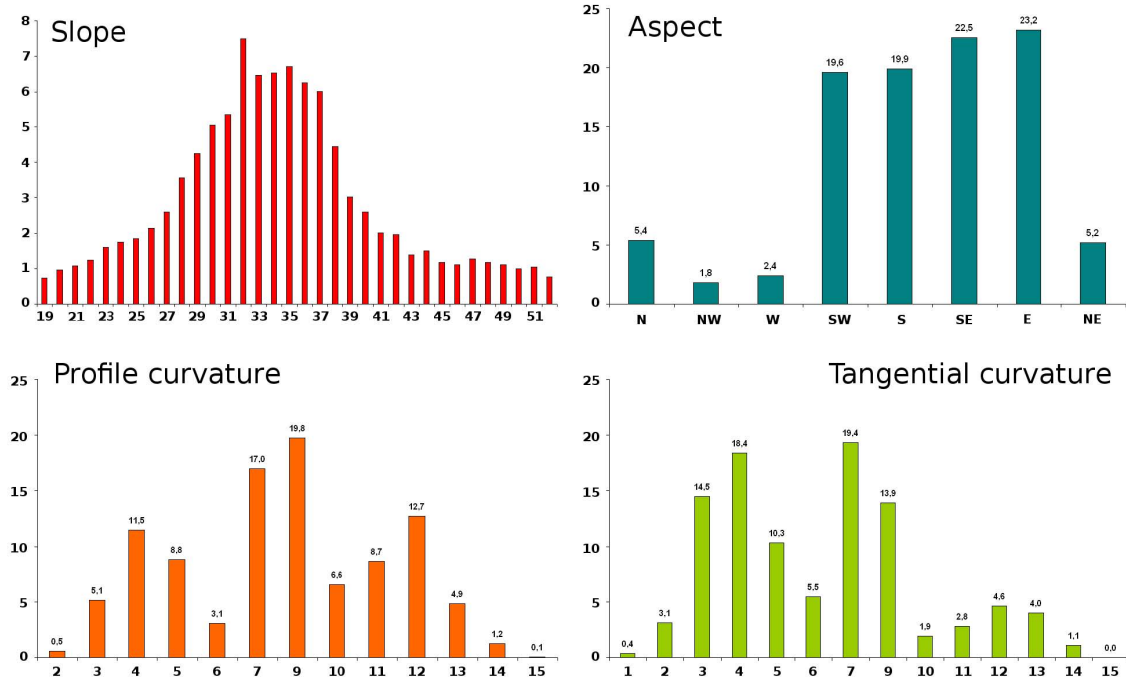 Slope
8
7
6
5
4
3
2
1
0
19 21 23 25 27 29 31 33 35 37 39 41 43 45 47 49 51
Aspect
25
20
15
10
5
0
5,4 1,8 2,4 19,6 19,9 22,5 23,2 5,2
N NW W SW S SE E NE
Profile curvature
25
20
15
10
5
0
0,5 5,1 11,5 8,8 3,1 17,0 19,8 6,6 8,7 12,7 4,9 1,2 0,1
2 3 4 5 6 7 9 10 11 12 13 14 15
Tangential curvature
25
20
15
10
5
0
0,4 3,1 14,5 18,4 10,3 5,5 19,4 13,9 1,9 2,8 4,6 4,0 1,1 0,0
1 2 3 4 5 6 7 9 10 11 12 13 14 15